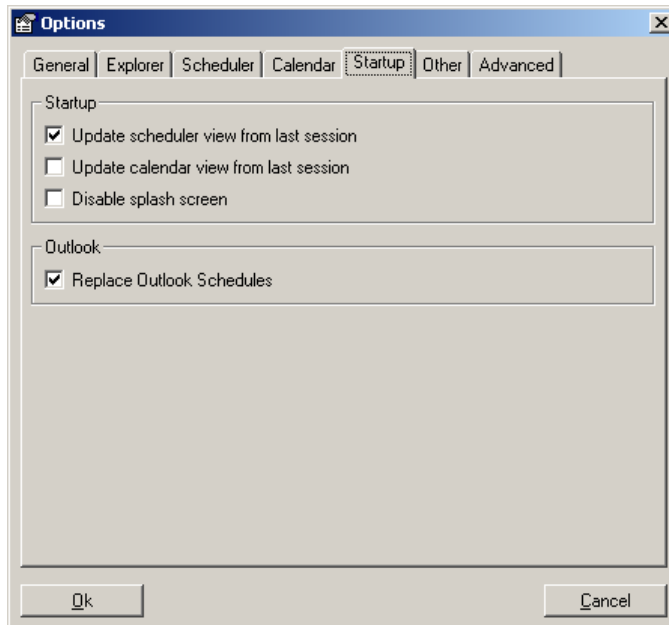 Options
General Explorer Scheduler Calendar Startup Other Advanced
Startup
Update scheduler view from last session
Update calendar view from last session
Disable splash screen
Outlook
Replace Outlook Schedules
Ok Cancel